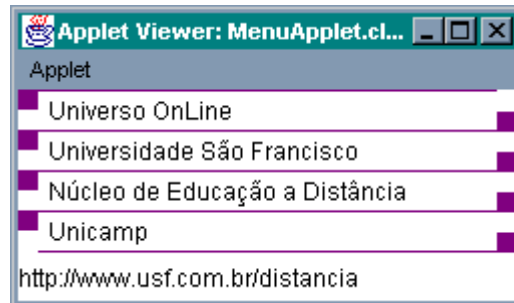 Applet Viewer: MenuApplet.cl...
Applet
Universo OnLine
Universidade São Francisco
Núcleo de Educação a Distância
Unicamp
http://www.usf.com.br/distancia